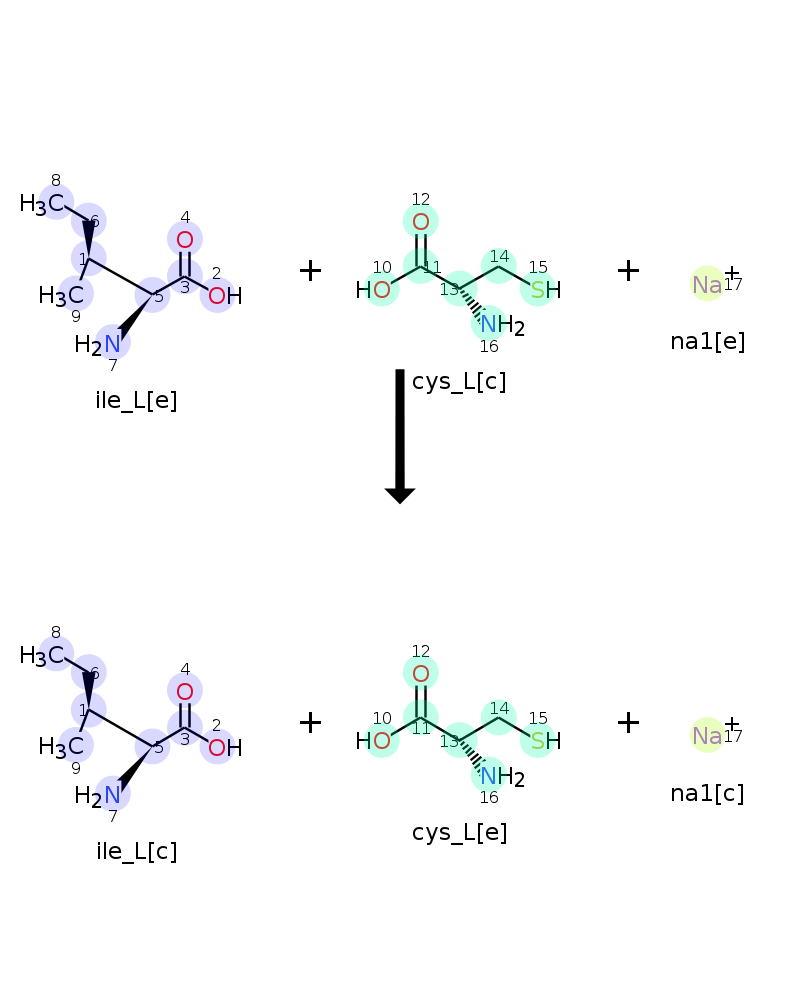 8
H3C
6
4
O
1
3
2
OH
H3C
9
5
H2N
7
ile_L[e]
+
12
O
10
HO
11
14
15
SH
13
NH2
16
cys_L[c]
+
Na+
17
na1[e]
8
H3C
6
4
O
1
3
2
OH
H3C
9
5
H2N
7
ile_L[c]
+
12
O
10
HO
11
14
15
SH
13
NH2
16
cys_L[e]
+
Na+
17
na1[c]